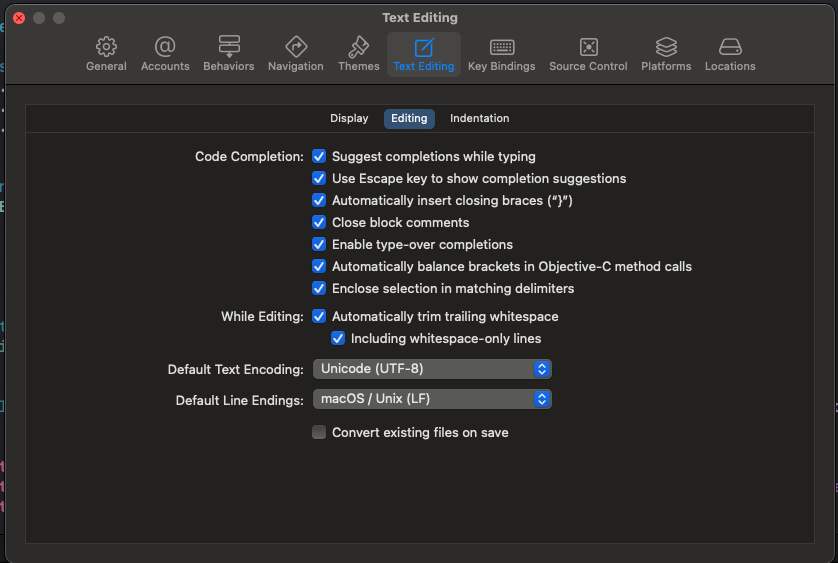 Text Editing
General Accounts Behaviors Navigation Themes Text Editing Key Bindings Source Control Platforms Locations
Display Editing Indentation
Code Completion: Suggest completions while typing
Use Escape key to show completion suggestions
Automatically insert closing braces (“}”)
Close block comments
Enable type-over completions
Automatically balance brackets in Objective-C method calls
Enclose selection in matching delimiters
While Editing: Automatically trim trailing whitespace
Including whitespace-only lines
Default Text Encoding: Unicode (UTF-8)
Default Line Endings: macOS / Unix (LF)
Convert existing files on save